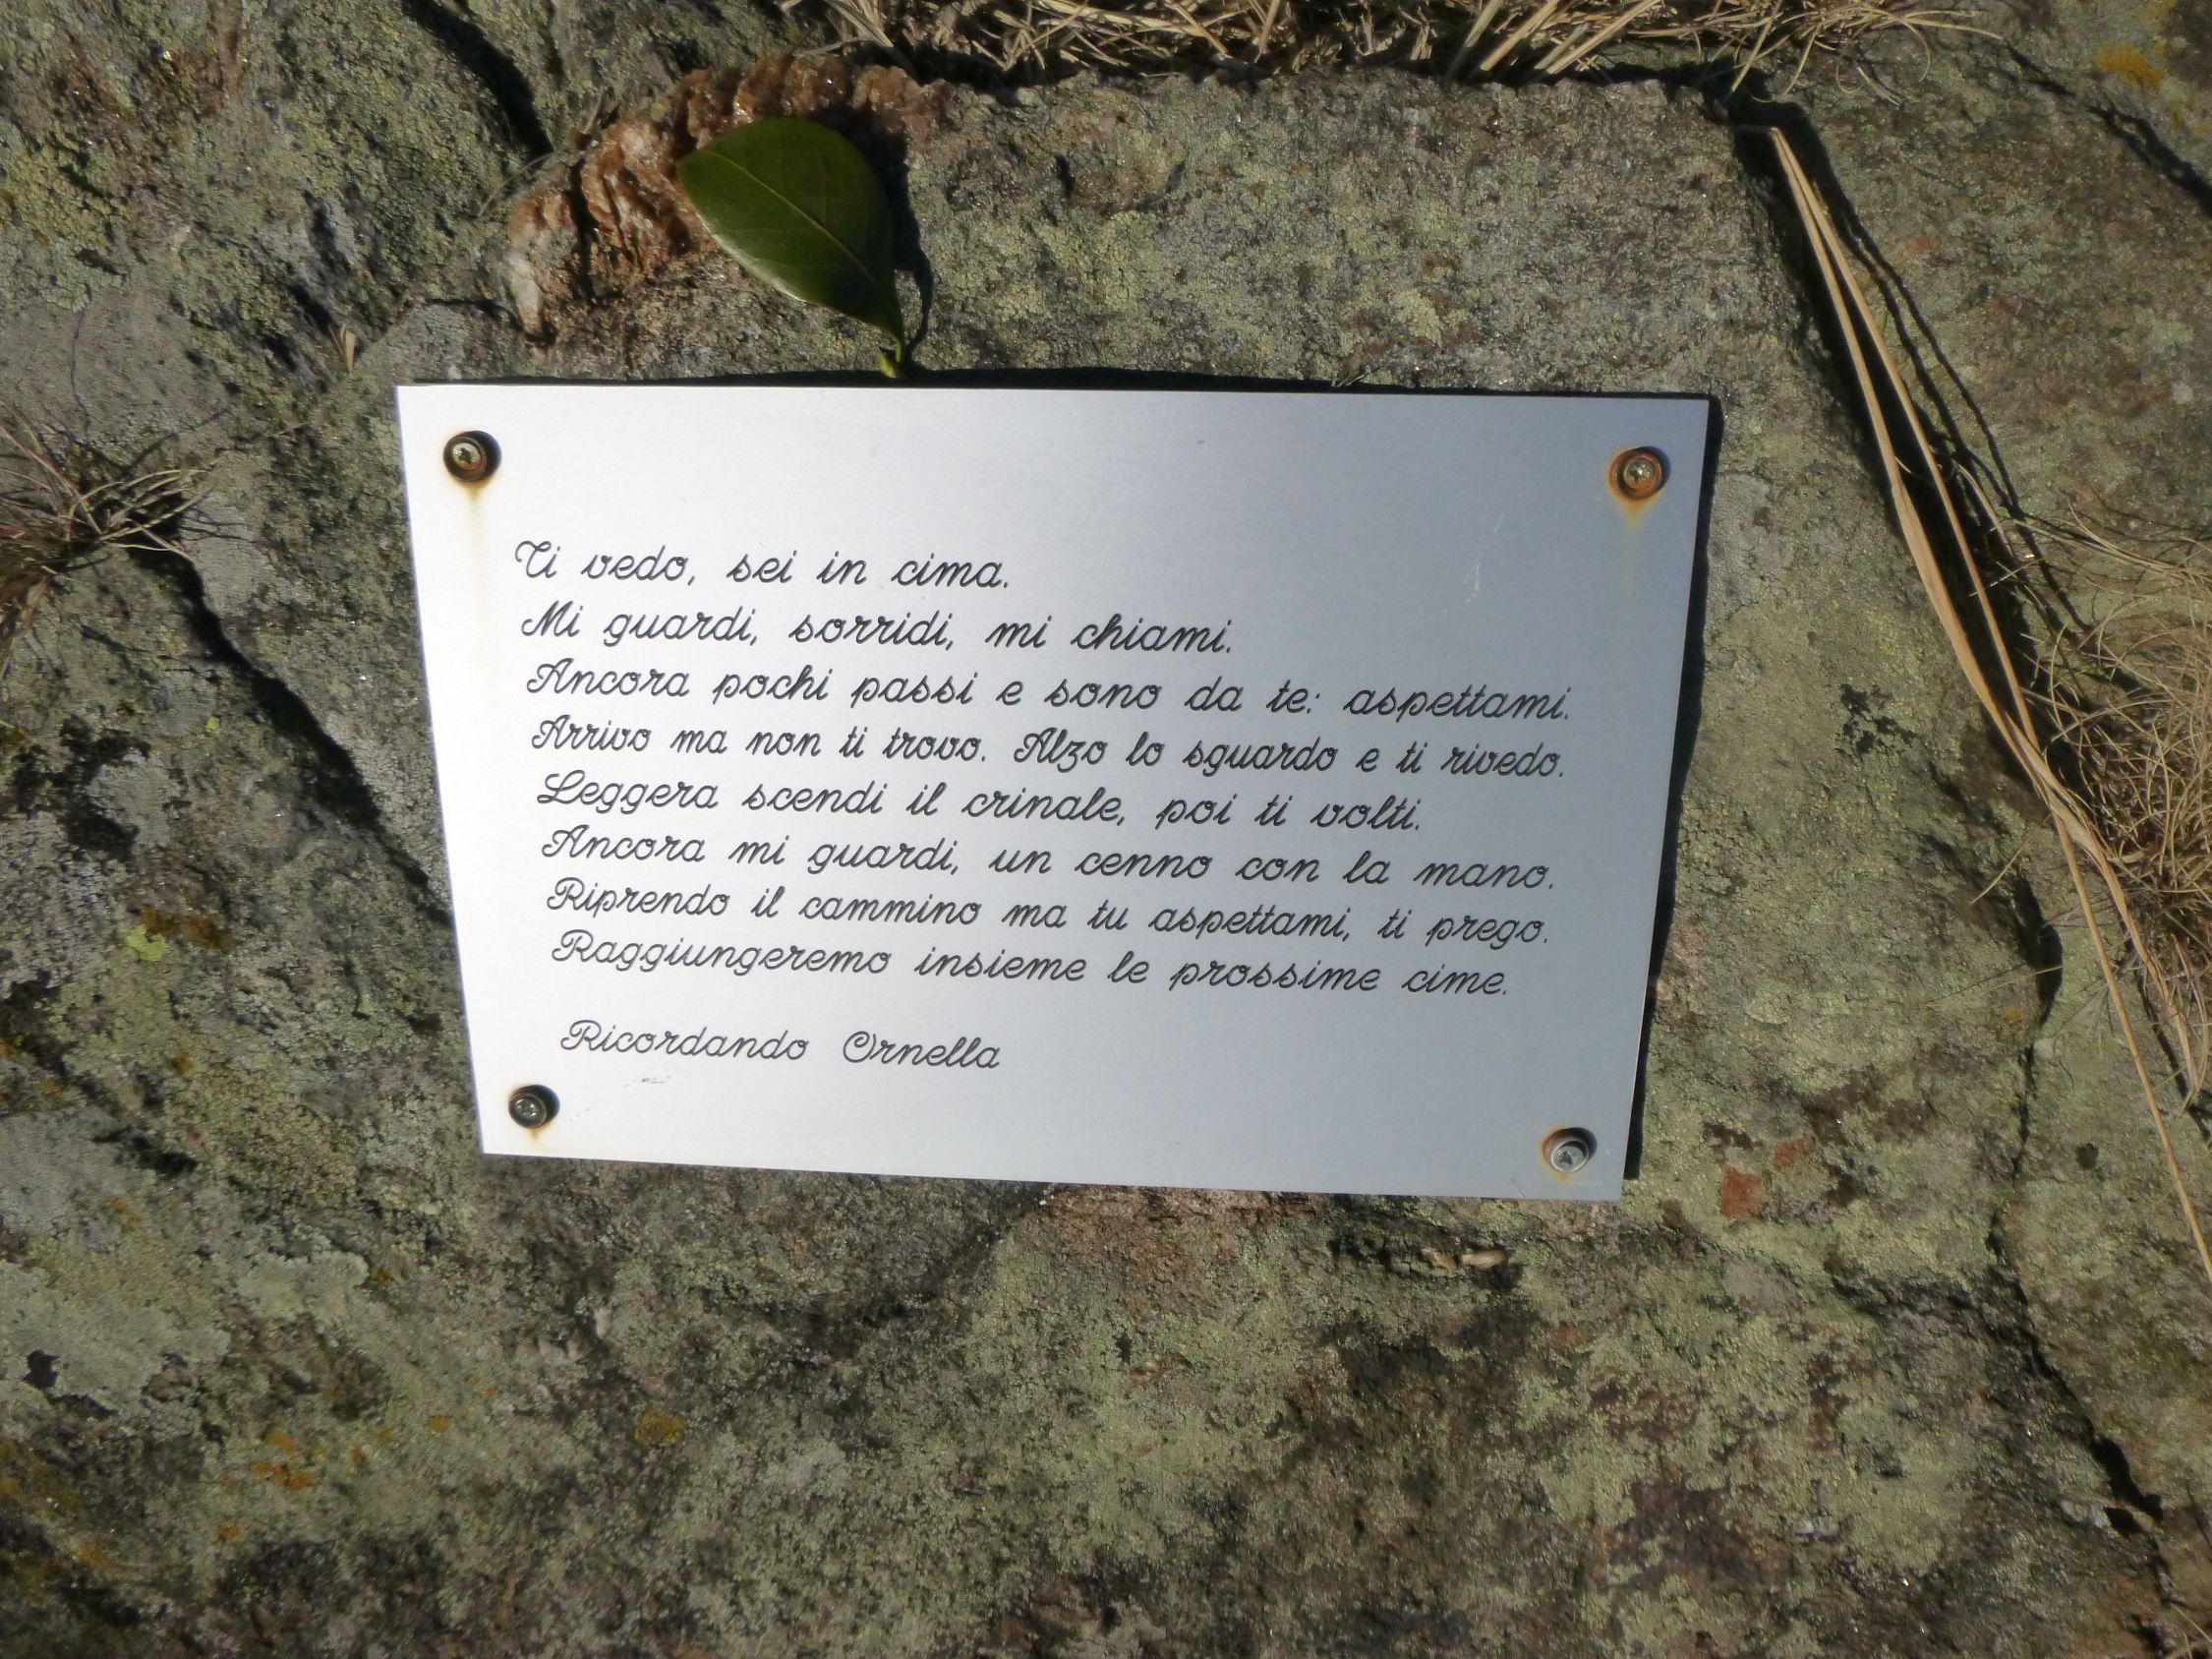 Ti vedo, sei in cima.
Mi guardi, sorridi, mi chiami.
Ancora pochi passi e sono da te: aspettami.
Arrivo ma non ti trovo. Alzo lo sguardo e ti rivedo.
Leggera scendi il crinale, poi ti volti.
Ancora mi guardi, un cenno con la mano.
Riprendo il cammino ma tu aspettami, ti prego.
Raggiungeremo insieme le prossime cime.
Ricordando Ornella